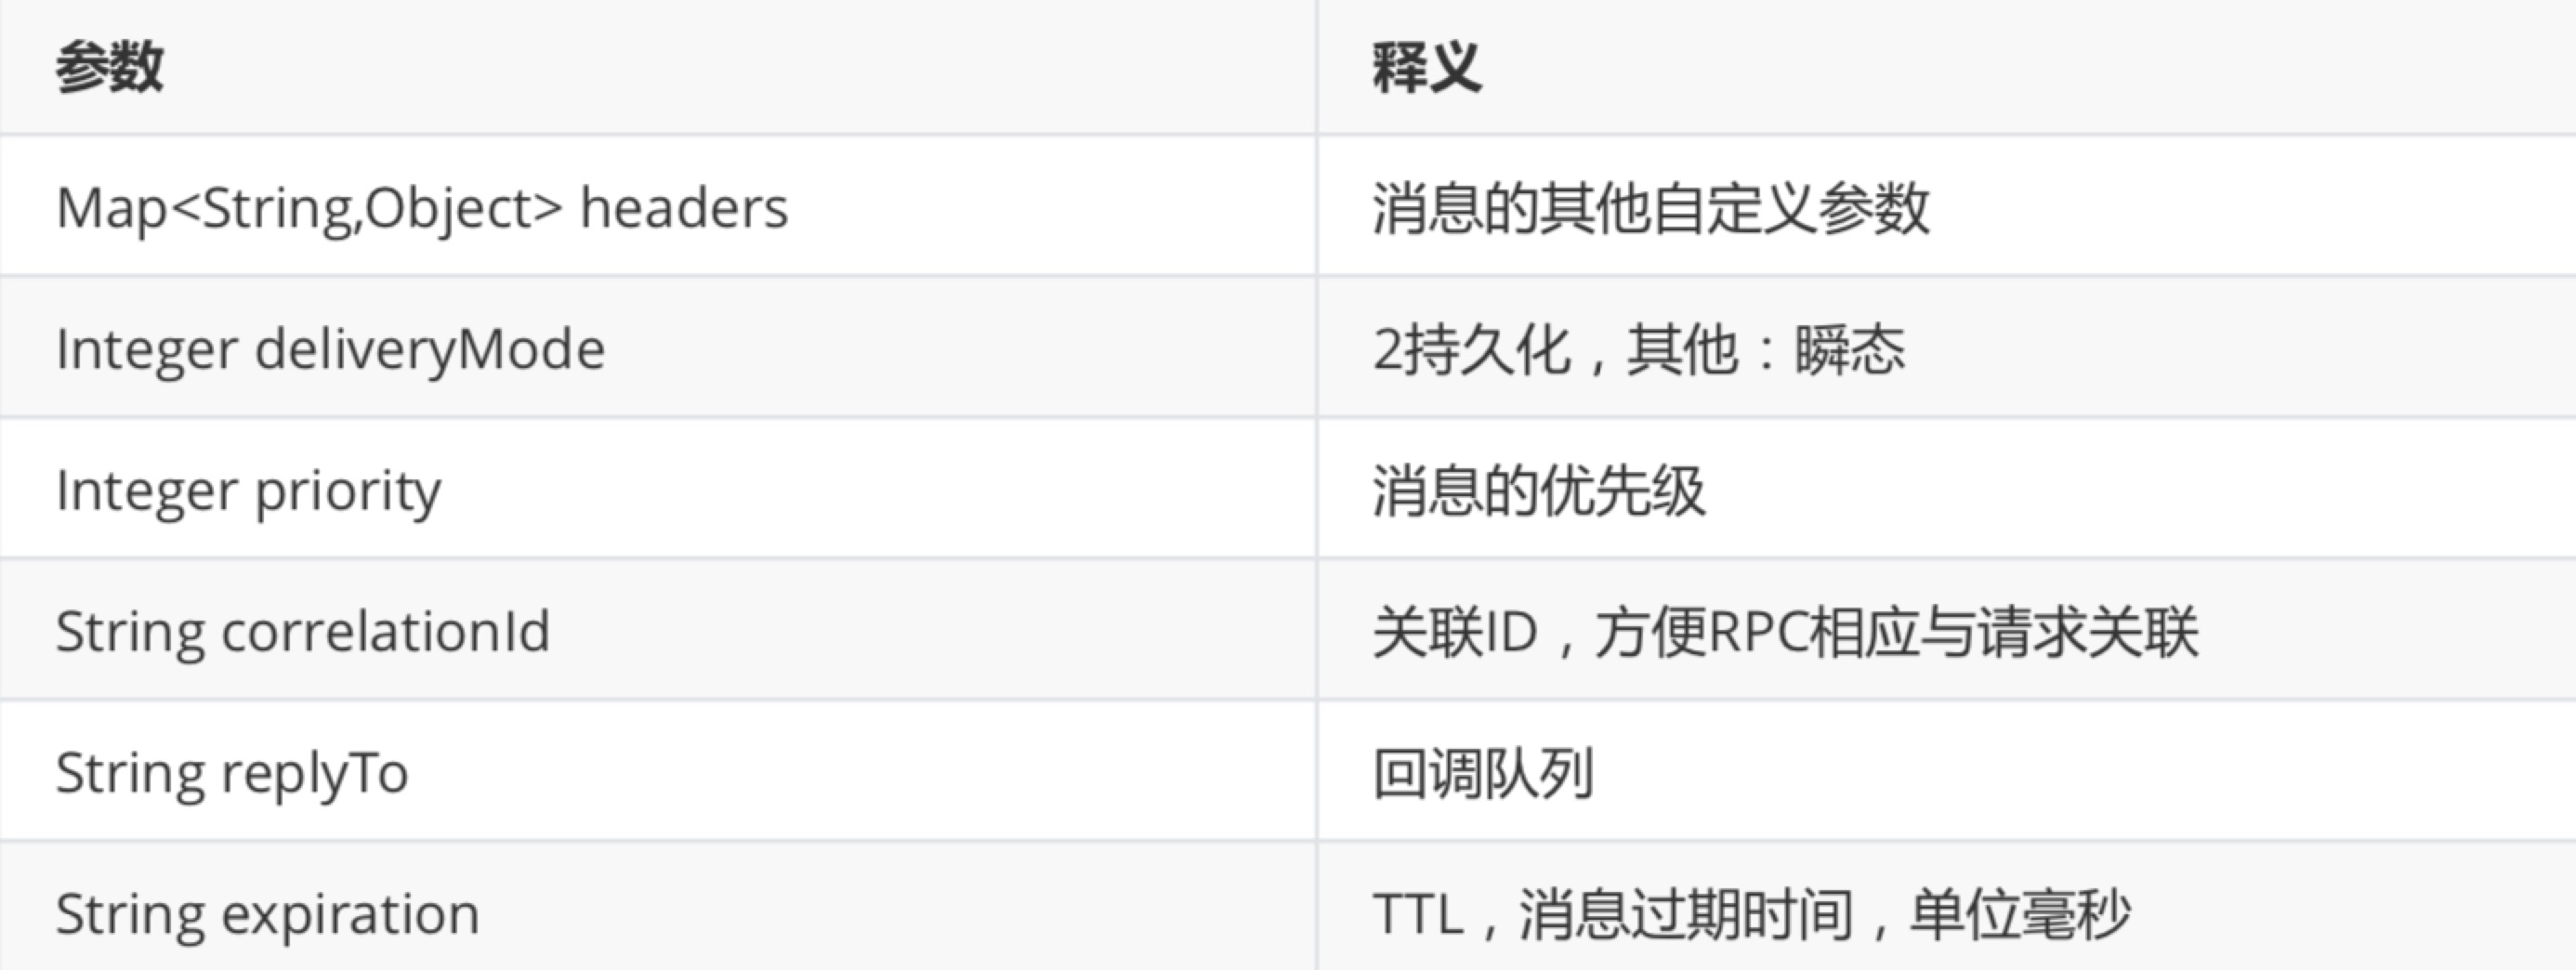 参数 释义
Map<String,Object> headers 消息的其他自定义参数
Integer deliveryMode 2持久化，其他：瞬态
Integer priority 消息的优先级
String correlationId 关联ID，方便RPC相应与请求关联
String replyTo 回调队列
String expiration TTL，消息过期时间，单位毫秒